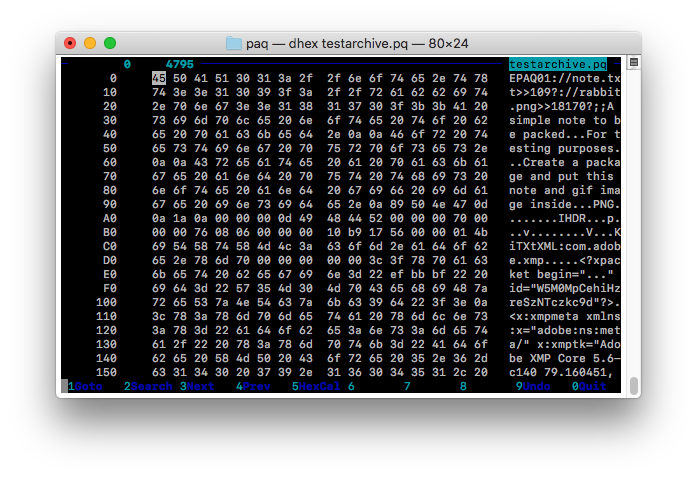 paq — dhex testarchive.pq — 80×24
0 4795 testarchive.pq
0 45 50 41 51 30 31 3a 2f 2f 6e 6f 74 65 2e 74 78 EPAQ01://note.tx
10 74 3e 3e 31 30 39 3f 3a 2f 2f 72 61 62 62 69 74 t>>109?://rabbit
20 2e 70 6e 67 3e 3e 31 38 31 37 30 3f 3b 3b 41 20 .png>>18170?;;A
30 73 69 6d 70 6c 65 20 6e 6f 74 65 20 74 6f 20 62 simple note to b
40 65 20 70 61 63 6b 65 64 2e 0a 0a 46 6f 72 20 74 e packed...For t
50 65 73 74 69 6e 67 20 70 75 72 70 6f 73 65 73 2e esting purposes.
60 0a 0a 43 72 65 61 74 65 20 61 20 70 61 63 6b 61 ..Create a packa
70 67 65 20 61 6e 64 20 70 75 74 20 74 68 69 73 20 ge and put this
80 6e 6f 74 65 20 61 6e 64 20 67 69 66 20 69 6d 61 note and gif ima
90 67 65 20 69 6e 73 69 64 65 2e 0a 89 50 4e 47 0d ge inside...PNG.
A0 0a 1a 0a 00 00 00 0d 49 48 44 52 00 00 00 70 00 .......IHDR...p.
B0 00 00 76 08 06 00 00 00 10 b9 17 56 00 00 01 4b ..v........V...K
C0 69 54 58 74 58 4d 4c 3a 63 6f 6d 2e 61 64 6f 62 iTXtXML:com.adob
D0 65 2e 78 6d 70 00 00 00 00 00 3c 3f 78 70 61 63 e.xmp.....<?xpac
E0 6b 65 74 20 62 65 67 69 6e 3d 22 ef bb bf 22 20 ket begin="..."
F0 69 64 3d 22 57 35 4d 30 4d 70 43 65 68 69 48 7a id="W5M0MpCehiHz
100 72 65 53 7a 4e 54 63 7a 6b 63 39 64 22 3f 3e 0a reSzNTczkc9d"?>.
110 3c 78 3a 78 6d 70 6d 65 74 61 20 78 6d 6c 6e 73 <x:xmpmeta xmlns
120 3a 78 3d 22 61 64 6f 62 65 3a 6e 73 3a 6d 65 74 :x="adobe:ns:met
130 61 2f 22 20 78 3a 78 6d 70 74 6b 3d 22 41 64 6f a/" x:xmptk="Ado
140 62 65 20 58 4d 50 20 43 6f 72 65 20 35 2e 36 2d be XMP Core 5.6-
150 63 31 34 30 20 37 39 2e 31 36 30 34 35 31 2c 20 c140 79.160451,
1Goto 2Search 3Next 4Prev 5HexCal 6 7 8 9Undo 0Quit